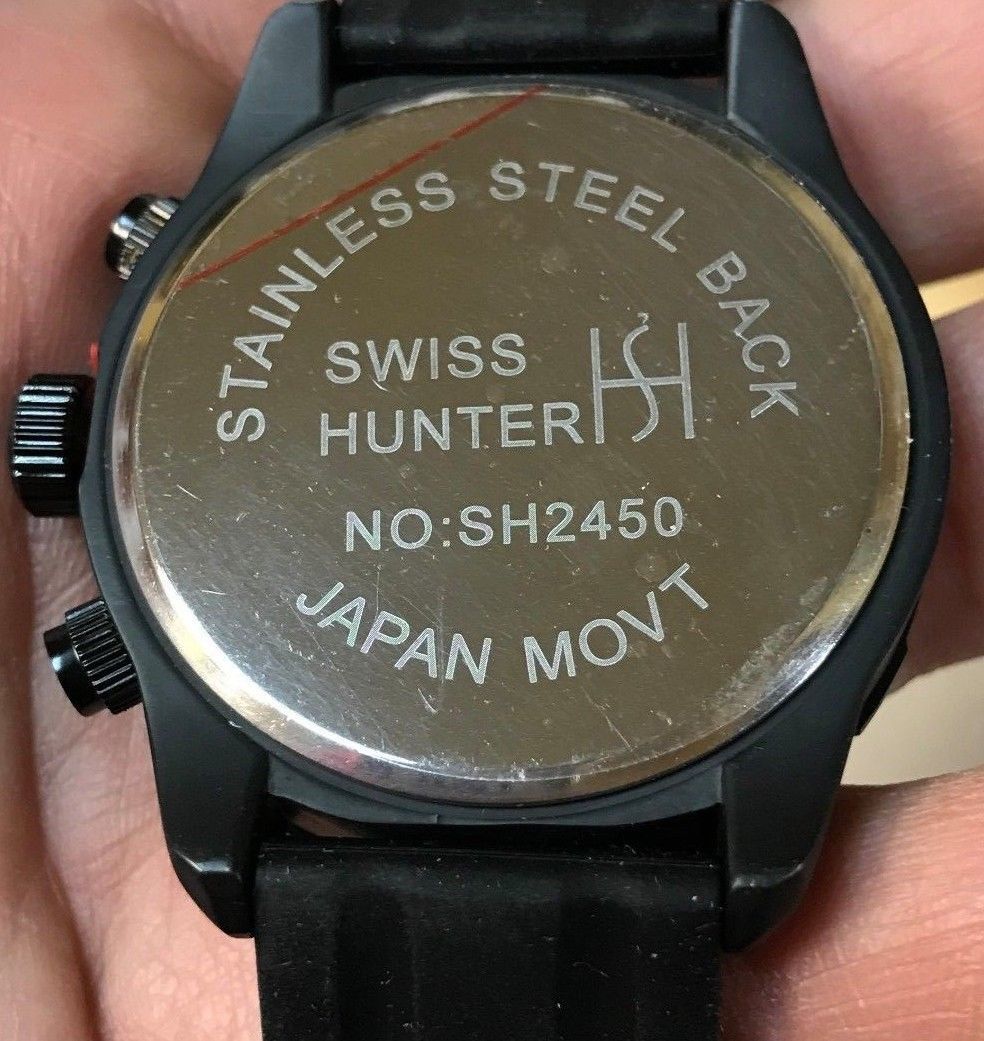 STAINLESS STEEL BACK
SWISS
HUNTER
SH
NO:SH2450
JAPAN MOVT